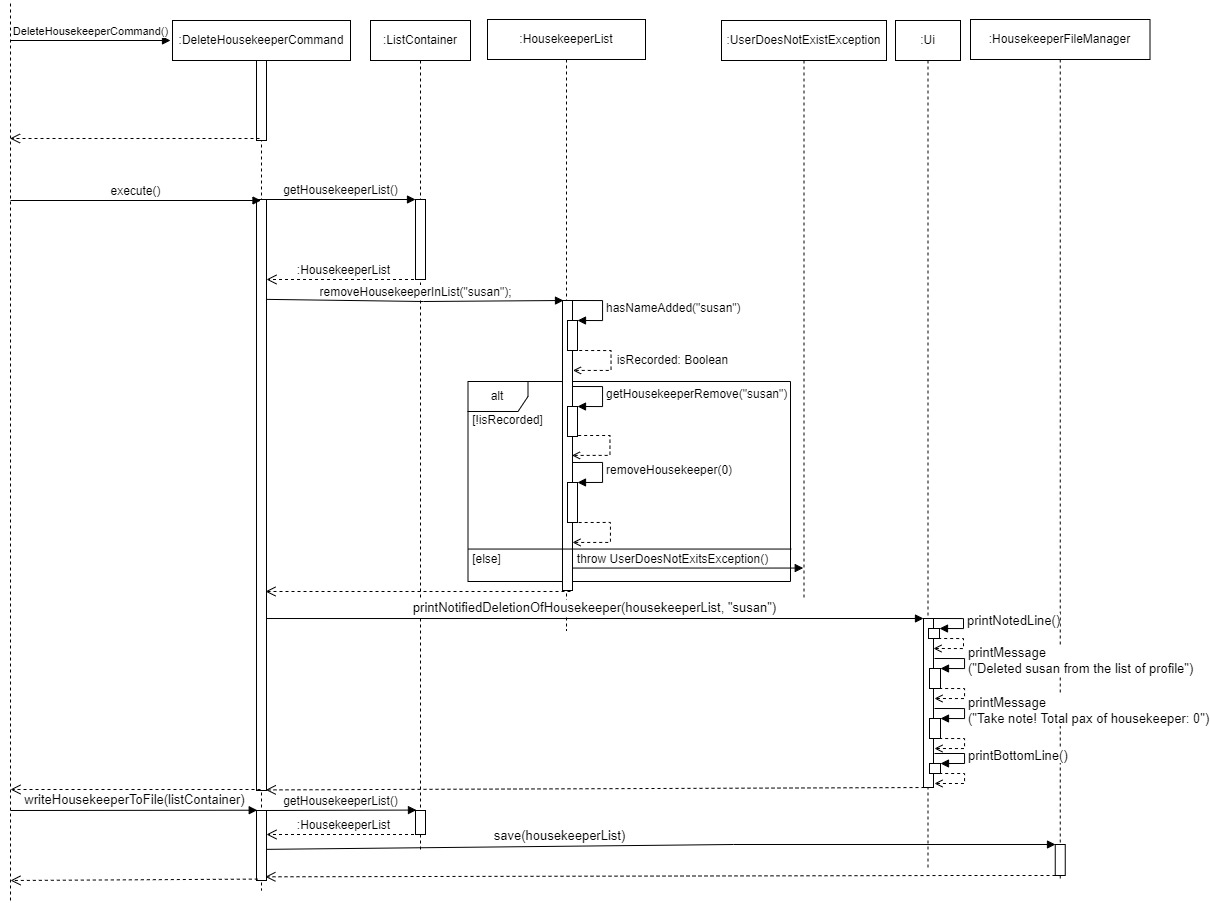 DeleteHousekeeperCommand()
:DeleteHousekeeperCommand
:ListContainer
:HousekeeperList
:UserDoesNotExistException
:Ui
:HousekeeperFileManager
execute()
getHousekeeperList()
:HousekeeperList
removeHousekeeperInList("susan");
hasNameAdded("susan")
isRecorded: Boolean
alt
getHousekeeperRemove("susan")
[!isRecorded]
removeHousekeeper(0)
[else]
throw UserDoesNotExitsException()
printNotifiedDeletionOfHousekeeper(housekeeperList, "susan")
printNotedLine()
printMessage
("Deleted susan from the list of profile")
printMessage
("Take note! Total pax of housekeeper: 0")
printBottomLine()
writeHousekeeperToFile(listContainer)
getHousekeeperList()
:HousekeeperList
save(housekeeperList)